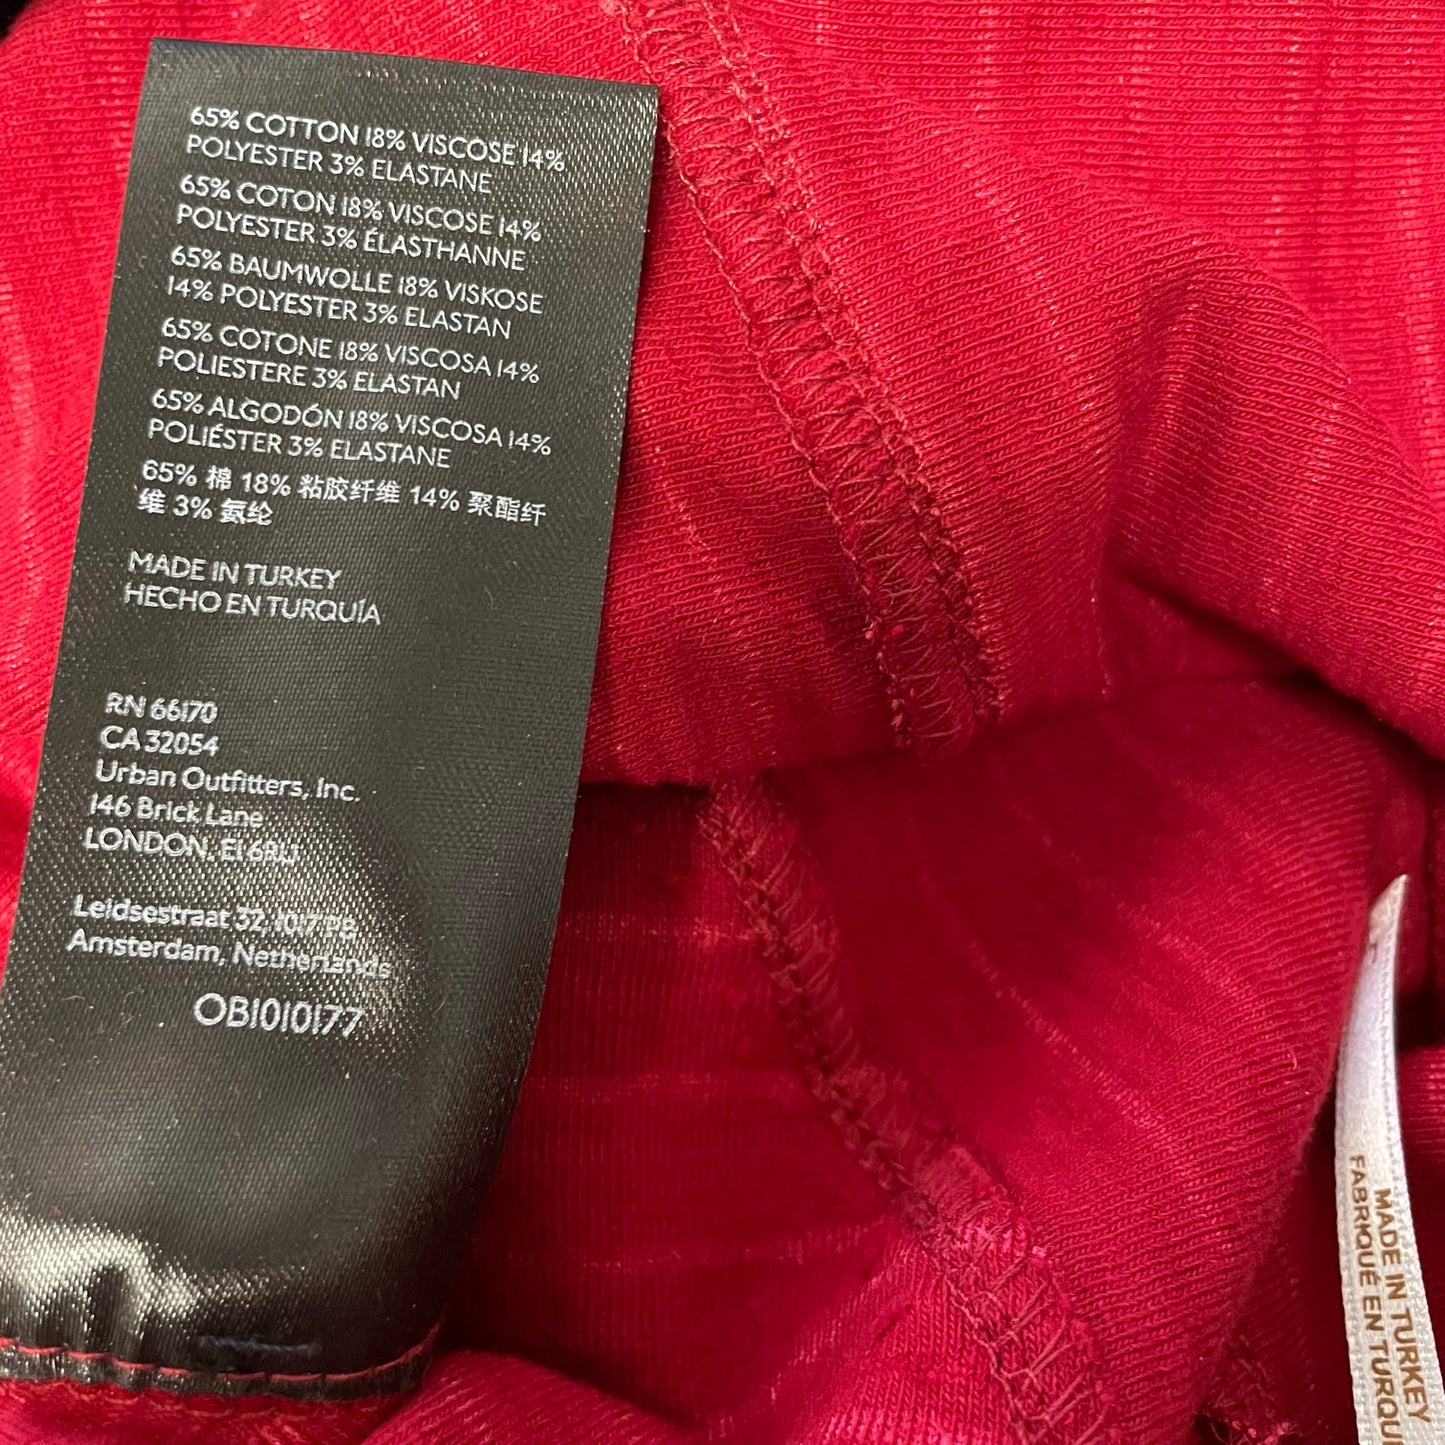 65% COTTON 18% VISCOSE 14%
POLYESTER 3% ELASTANE
65% COTON 18% VISCOSE 14%
POLYESTER 3% ÉLASTHANNE
65% BAUMWOLLE 18% VISKOSE
14% POLYESTER 3% ELASTAN
65% COTONE 18% VISCOSA 14%
POLIESTERE 3% ELASTAN
65% ALGODÓN 18% VISCOSA 14%
POLIÉSTER 3% ELASTANE
65% 棉 18% 粘胶纤维 14% 聚酯纤
维 3% 氨纶
MADE IN TURKEY
HECHO EN TURQUÍA
RN 66170
CA 32054
Urban Outfitters, Inc.
146 Brick Lane
LONDON, E1 6RU
Leidsestraat 32, 1017 PB
Amsterdam, Netherlands
OB1010177
MADE IN TURKEY
FABRIQUÉ EN TURQUI